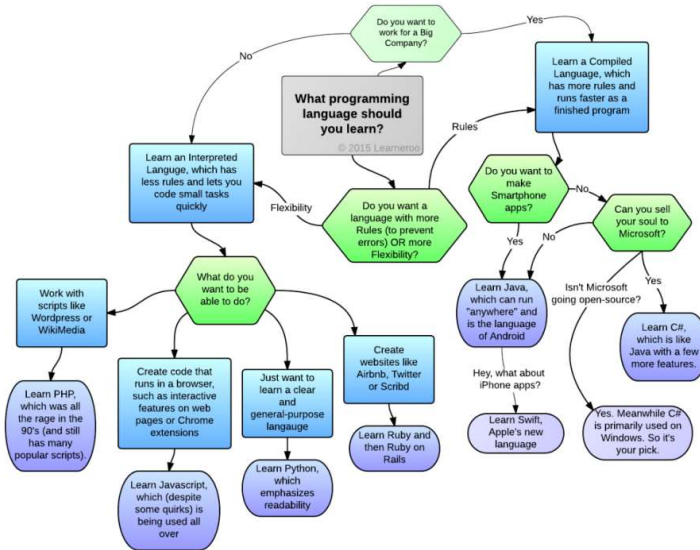 Do you want to
work for a Big
Company?
Yes
No
Learn a Compiled
Language, which
has more rules and
runs faster as a
finished program
What programming
language should
you learn?
© 2015 Learneroo
Rules
Learn an Interpreted
Languge, which has
less rules and lets you
code small tasks
quickly
Flexibility
Do you want a
language with more
Rules (to prevent
errors) OR more
Flexibility?
Do you want to
make
Smartphone
apps?
No
Can you sell
your soul to
Microsoft?
Yes
No
What do you
want to be
able to do?
Isn't Microsoft
going open-source?
Yes
Work with
scripts like
Wordpress or
WikiMedia
Learn Java,
which can run
"anywhere" and
is the language
of Android
Learn C#,
which is like
Java with a few
more features.
Create code that
runs in a browser,
such as interactive
features on web
pages or Chrome
extensions
Just want to
learn a clear
and
general-purpose
langauge
Create
websites like
Airbnb, Twitter
or Scribd
Hey, what about
iPhone apps?
Learn PHP,
which was all
the rage in the
90's (and still
has many
popular scripts).
Learn Ruby and
then Ruby on
Rails
Learn Swift,
Apple's new
language
Yes. Meanwhile C#
is primarily used on
Windows. So it's
your pick.
Learn Javascript,
which (despite
some quirks) is
being used all
over
Learn Python,
which
emphasizes
readability